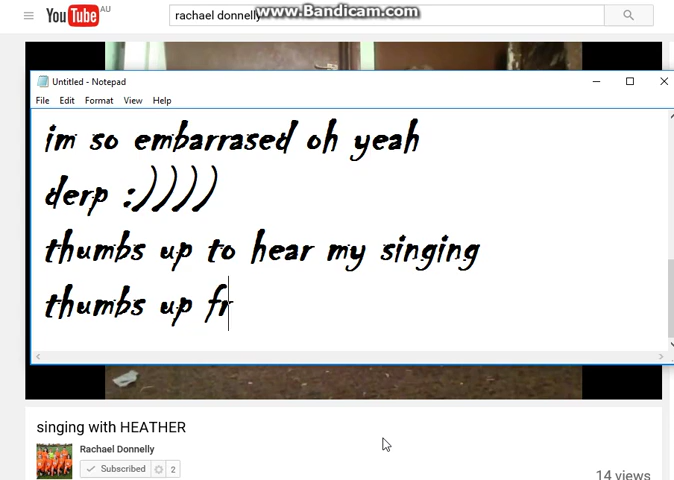 YouTube AU
rachael donnelly
www.Bandicam.com
Untitled - Notepad
File Edit Format View Help
im so embarrased oh yeah
derp :))))
thumbs up to hear my singing
thumbs up fr
singing with HEATHER
Rachael Donnelly
Subscribed 2
14 views